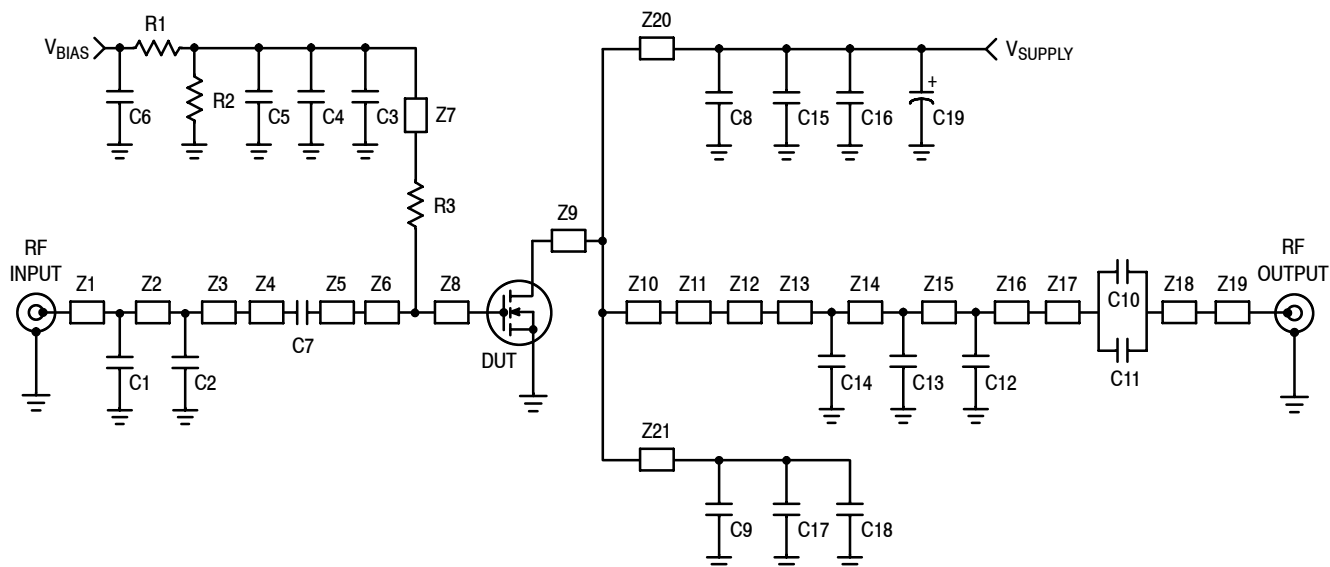 R1
Z20
V_BIAS
V_SUPPLY
C6
R2
C5
C4
C3
Z7
C8
C15
C16
+
C19
R3
Z9
RF
INPUT
Z1
Z2
Z3
Z4
Z5
Z6
Z8
Z10
Z11
Z12
Z13
Z14
Z15
Z16
Z17
C10
Z18
Z19
RF
OUTPUT
C7
DUT
C1
C2
C14
C13
C12
C11
Z21
C9
C17
C18